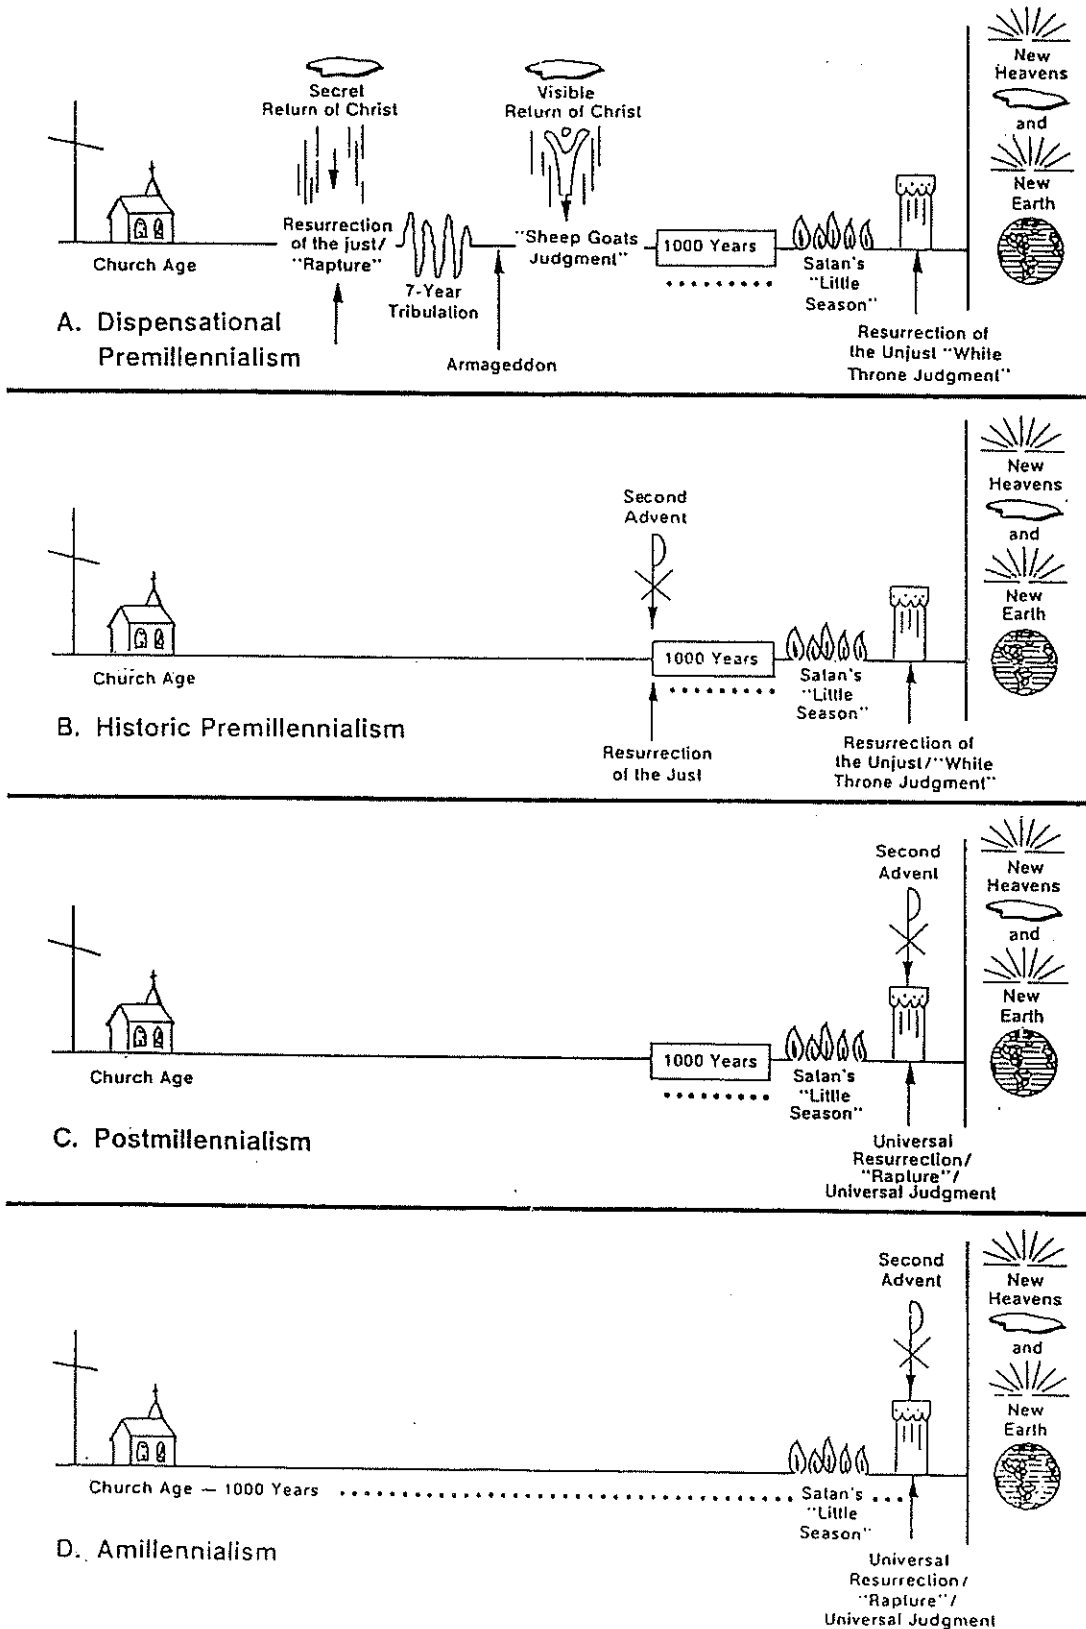 Secret
Return of Christ
Visible
Return of Christ
New
Heavens
and
New
Earth
Church Age
Resurrection
of the just/
"Rapture"
7-Year
Tribulation
Armageddon
"Sheep Goats
Judgment"
1000 Years
Satan's
"Little
Season"
Resurrection of
the Unjust "White
Throne Judgment"
A. Dispensational
Premillennialism
Second
Advent
New
Heavens
and
New
Earth
Church Age
1000 Years
Satan's
"Little
Season"
Resurrection
of the Just
Resurrection of
the Unjust/"White
Throne Judgment"
B. Historic Premillennialism
Second
Advent
New
Heavens
and
New
Earth
Church Age
1000 Years
Satan's
"Little
Season"
Universal
Resurrection/
"Rapture"/
Universal Judgment
C. Postmillennialism
Second
Advent
New
Heavens
and
New
Earth
Church Age — 1000 Years
Satan's
"Little
Season"
Universal
Resurrection/
"Rapture"/
Universal Judgment
D. Amillennialism